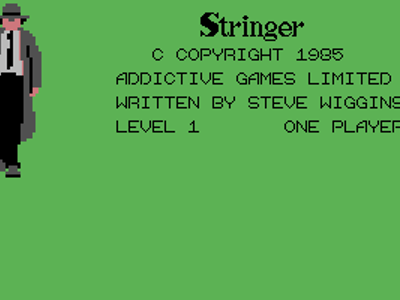 Stringer
C COPYRIGHT 1985
ADDICTIVE GAMES LIMITED
WRITTEN BY STEVE WIGGINS
LEVEL 1 ONE PLAYER